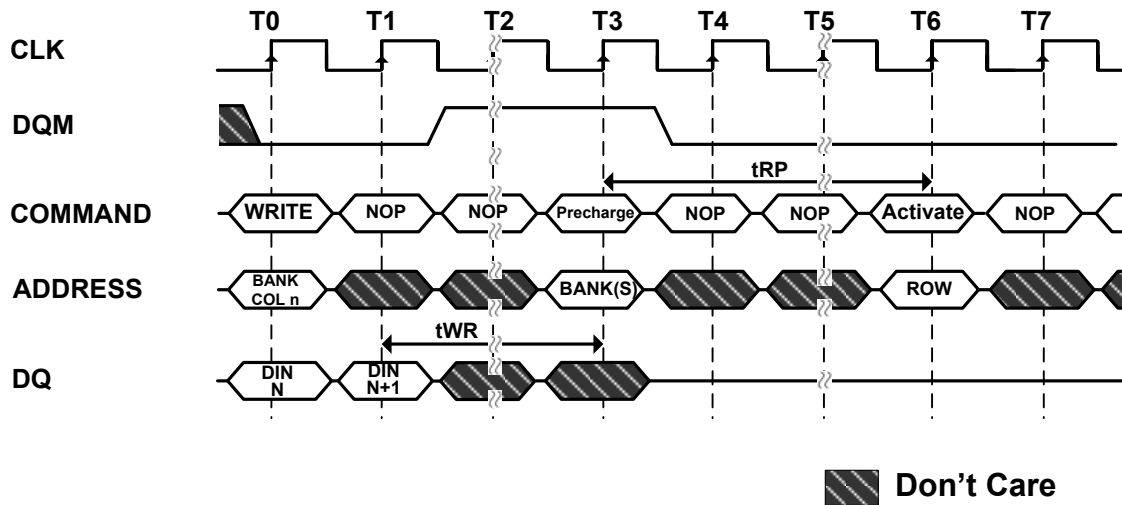 T0 T1 T2 T3 T4 T5 T6 T7
CLK
DQM
tRP
COMMAND WRITE NOP NOP Precharge NOP NOP Activate NOP
ADDRESS BANK COL n BANK(S) ROW
tWR
DQ DIN N DIN N+1
Don't Care